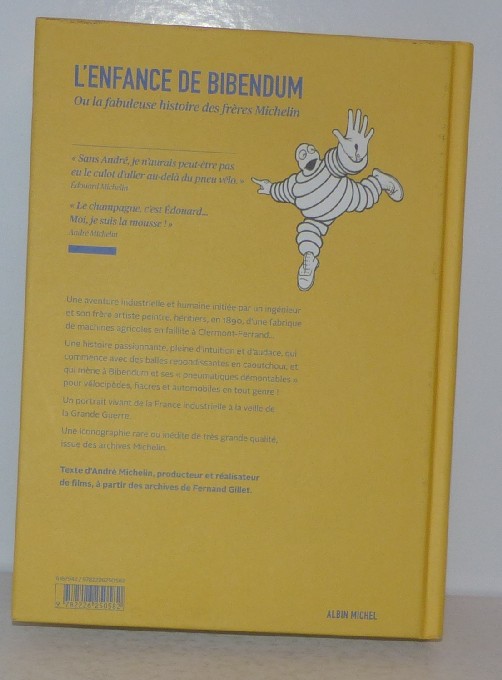 L'ENFANCE DE BIBENDUM
Ou la fabuleuse histoire des frères Michelin
« Sans André, je n'aurais peut-être pas
eu le culot d'aller au-delà du pneu vélo. »
Édouard Michelin
« Le champagne, c'est Édouard...
Moi, je suis la mousse ! »
André Michelin
Une aventure industrielle et humaine initiée par un ingénieur
et son frère artiste peintre, héritiers, en 1890, d'une fabrique
de machines agricoles en faillite à Clermont-Ferrand...
Une histoire passionnante, pleine d'intuition et d'audace, qui
commence avec des balles rebondissantes en caoutchouc, et
qui mène à Bibendum et ses « pneumatiques démontables »
pour vélocipèdes, fiacres et automobiles en tout genre !
Un portrait vivant de la France industrielle à la veille de
la Grande Guerre.
Une iconographie rare ou inédite de très grande qualité,
issue des archives Michelin.
Texte d'André Michelin, producteur et réalisateur
de films, à partir des archives de Fernand Gillet.
ALBIN MICHEL